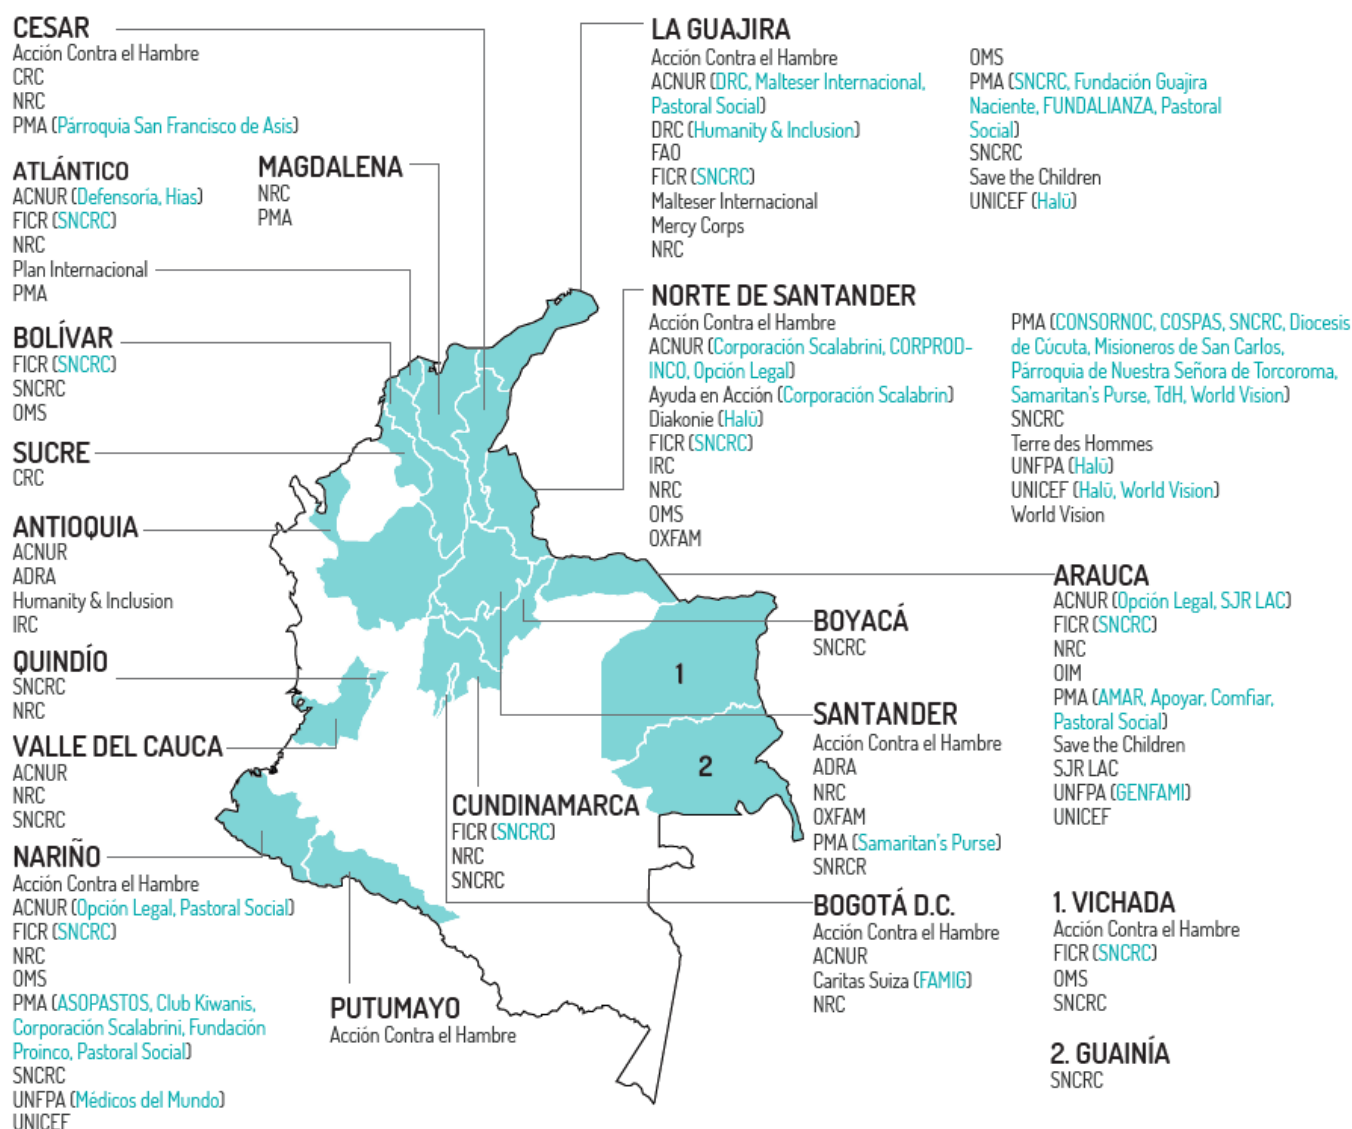 CESAR
Acción Contra el Hambre
CRC
NRC
PMA (Párroquia San Francisco de Asis)
ATLÁNTICO
ACNUR (Defensoría, Hias)
FICR (SNCRC)
NRC
Plan Internacional
PMA
MAGDALENA
NRC
PMA
BOLÍVAR
FICR (SNCRC)
SNCRC
OMS
SUCRE
CRC
ANTIOQUIA
ACNUR
ADRA
Humanity & Inclusion
IRC
QUINDÍO
SNCRC
NRC
VALLE DEL CAUCA
ACNUR
NRC
SNCRC
NARIÑO
Acción Contra el Hambre
ACNUR (Opción Legal, Pastoral Social)
FICR (SNCRC)
NRC
OMS
PMA (ASOPASTOS, Club Kiwanis,
Corporación Scalabrini, Fundación
Proinco, Pastoral Social)
SNCRC
UNFPA (Médicos del Mundo)
UNICEF
PUTUMAYO
Acción Contra el Hambre
CUNDINAMARCA
FICR (SNCRC)
NRC
SNCRC
LA GUAJIRA
Acción Contra el Hambre
ACNUR (DRC, Malteser Internacional,
Pastoral Social)
DRC (Humanity & Inclusion)
FAO
FICR (SNCRC)
Malteser Internacional
Mercy Corps
NRC
OMS
PMA (SNCRC, Fundación Guajira
Naciente, FUNDALIANZA, Pastoral
Social)
SNCRC
Save the Children
UNICEF (Halü)
NORTE DE SANTANDER
Acción Contra el Hambre
ACNUR (Corporación Scalabrini, CORPROD-
INCO, Opción Legal)
Ayuda en Acción (Corporación Scalabrin)
Diakonie (Halü)
FICR (SNCRC)
IRC
NRC
OMS
OXFAM
PMA (CONSORNOC, COSPAS, SNCRC, Diocesis
de Cúcuta, Misioneros de San Carlos,
Párroquia de Nuestra Señora de Torcoroma,
Samaritan's Purse, TdH, World Vision)
SNCRC
Terre des Hommes
UNFPA (Halü)
UNICEF (Halü, World Vision)
World Vision
BOYACÁ
SNCRC
SANTANDER
Acción Contra el Hambre
ADRA
NRC
OXFAM
PMA (Samaritan's Purse)
SNRCR
BOGOTÁ D.C.
Acción Contra el Hambre
ACNUR
Caritas Suiza (FAMIG)
NRC
ARAUCA
ACNUR (Opción Legal, SJR LAC)
FICR (SNCRC)
NRC
OIM
PMA (AMAR, Apoyar, Comfiar,
Pastoral Social)
Save the Children
SJR LAC
UNFPA (GENFAMI)
UNICEF
1
2
1. VICHADA
Acción Contra el Hambre
FICR (SNCRC)
OMS
SNCRC
2. GUAINÍA
SNCRC